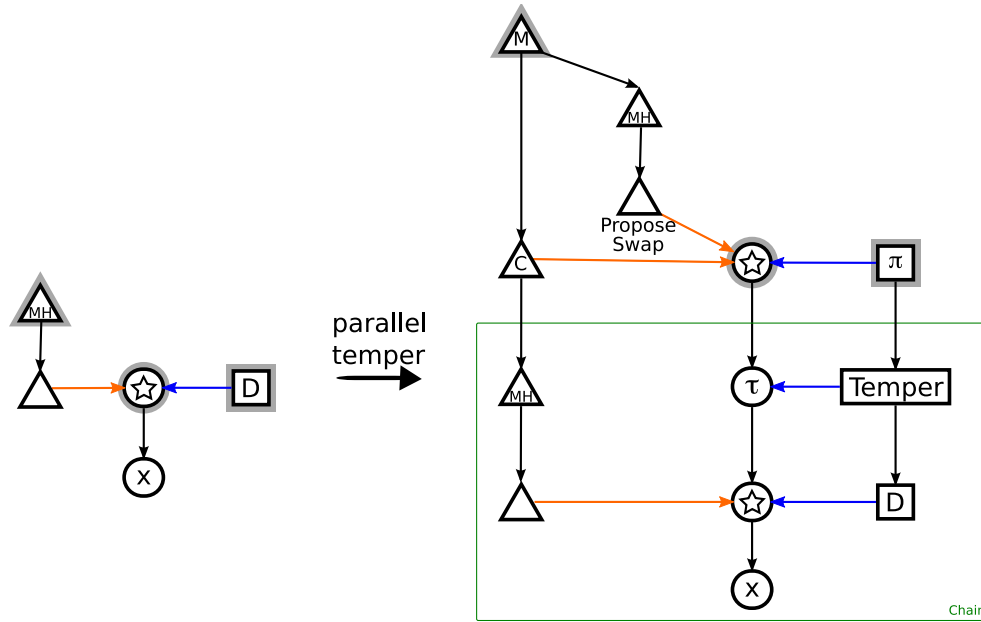 M
MH
Propose
Swap
C
π
MH
parallel
temper
D
x
MH
τ
Temper
D
x
Chain